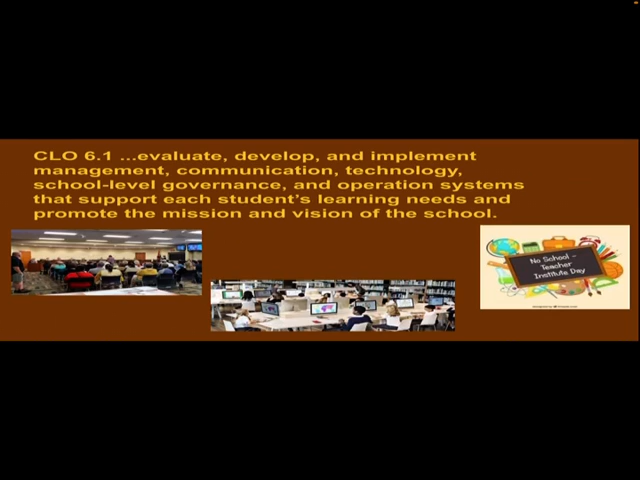 CLO 6.1 ...evaluate, develop, and implement
management, communication, technology,
school-level governance, and operation systems
that support each student’s learning needs and
promote the mission and vision of the school.
No School –
Teacher
Institute Day